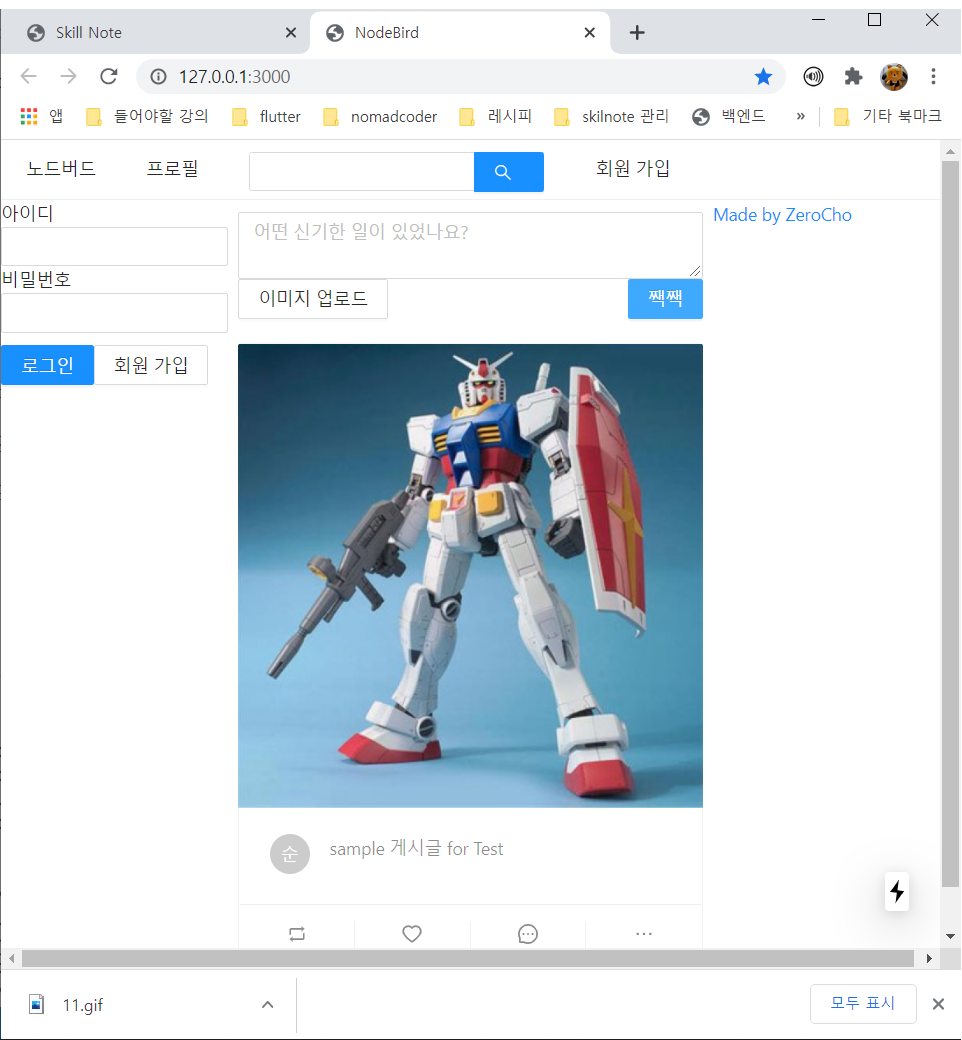 Skill Note
NodeBird
127.0.0.1:3000
앱
들어야할 강의
flutter
nomadcoder
레시피
skilnote 관리
백엔드
»
기타 북마크
노드버드
프로필
회원 가입
아이디
비밀번호
로그인
회원 가입
어떤 신기한 일이 있었나요?
이미지 업로드
짹짹
Made by ZeroCho
순
sample 게시글 for Test
11.gif
모두 표시